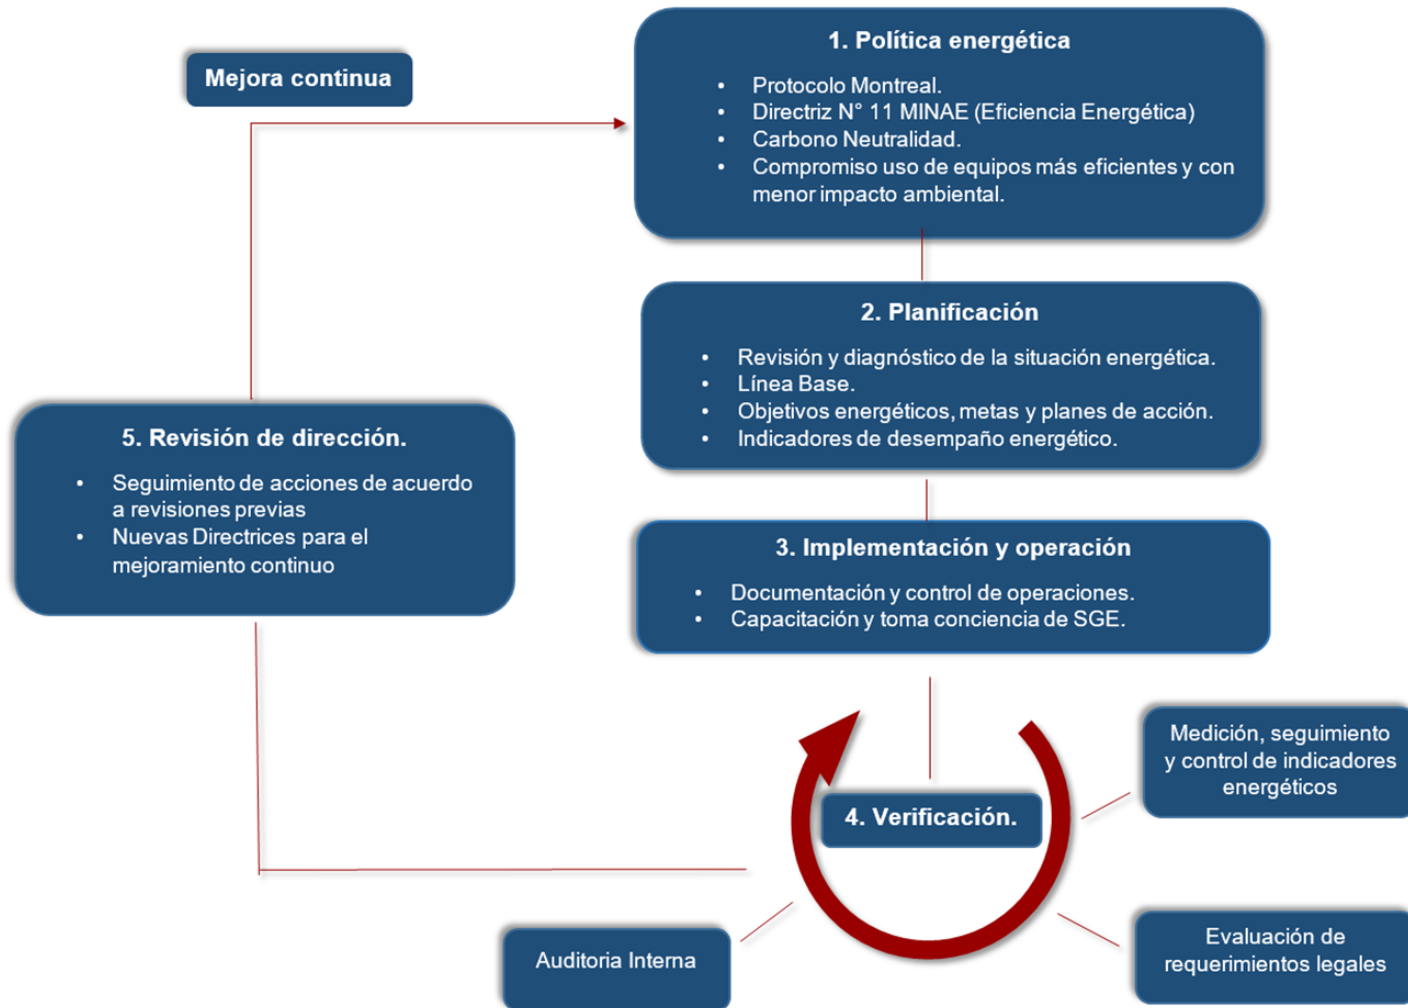 Mejora continua
1. Política energética
• Protocolo Montreal.
• Directriz N° 11 MINAE (Eficiencia Energética)
• Carbono Neutralidad.
• Compromiso uso de equipos más eficientes y con
menor impacto ambiental.
2. Planificación
• Revisión y diagnóstico de la situación energética.
• Línea Base.
• Objetivos energéticos, metas y planes de acción.
• Indicadores de desempaño energético.
5. Revisión de dirección.
• Seguimiento de acciones de acuerdo
a revisiones previas
• Nuevas Directrices para el
mejoramiento continuo
3. Implementación y operación
• Documentación y control de operaciones.
• Capacitación y toma conciencia de SGE.
4. Verificación.
Medición, seguimiento
y control de indicadores
energéticos
Auditoria Interna
Evaluación de
requerimientos legales